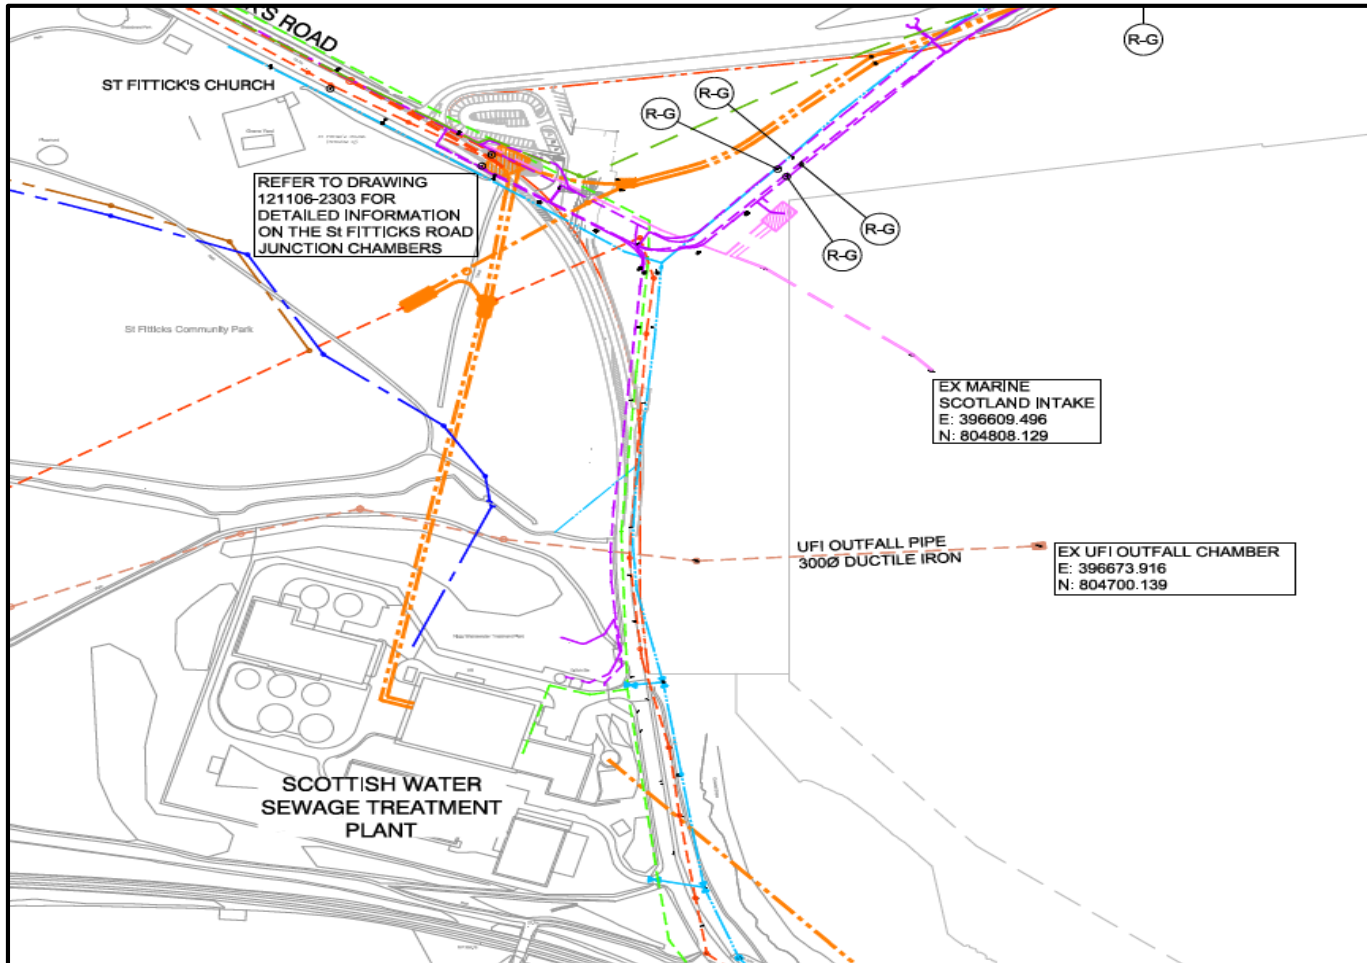 KS ROAD
R-G
ST FITTICK'S CHURCH
R-G
R-G
REFER TO DRAWING
121106-2303 FOR
DETAILED INFORMATION
ON THE St FITTICKS ROAD
JUNCTION CHAMBERS
R-G
R-G
St Fitticks Community Park
EX MARINE
SCOTLAND INTAKE
E: 396609.496
N: 804808.129
UFI OUTFALL PIPE
300Ø DUCTILE IRON
EX UFI OUTFALL CHAMBER
E: 396673.916
N: 804700.139
SCOTTISH WATER
SEWAGE TREATMENT
PLANT